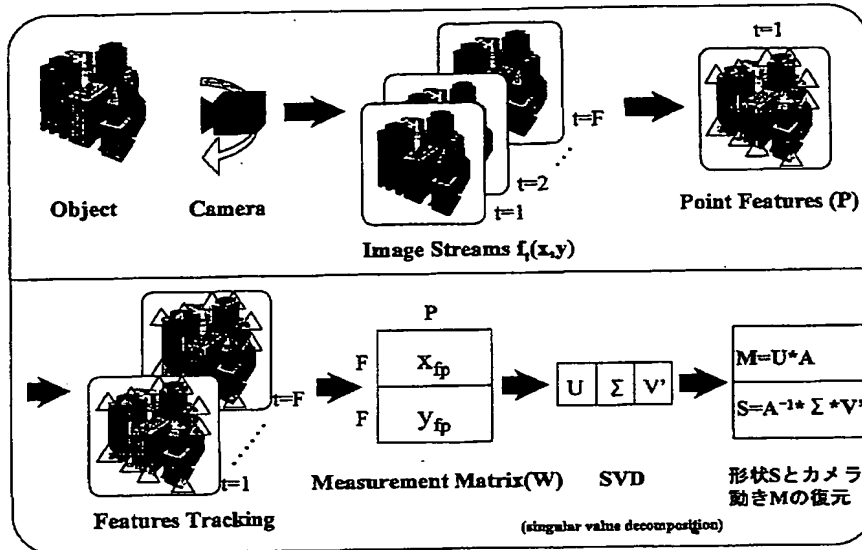 t=1
t=F
t=2
t=1
Object
Camera
Image Streams f_t(x,y)
Point Features (P)
P
F
x_fp
F
y_fp
U Σ V'
M=U*A
S=A⁻¹* Σ *V'
t=F
t=1
Measurement Matrix(W)
SVD
形状Sとカメラ
動きMの復元
Features Tracking
(singular value decomposition)